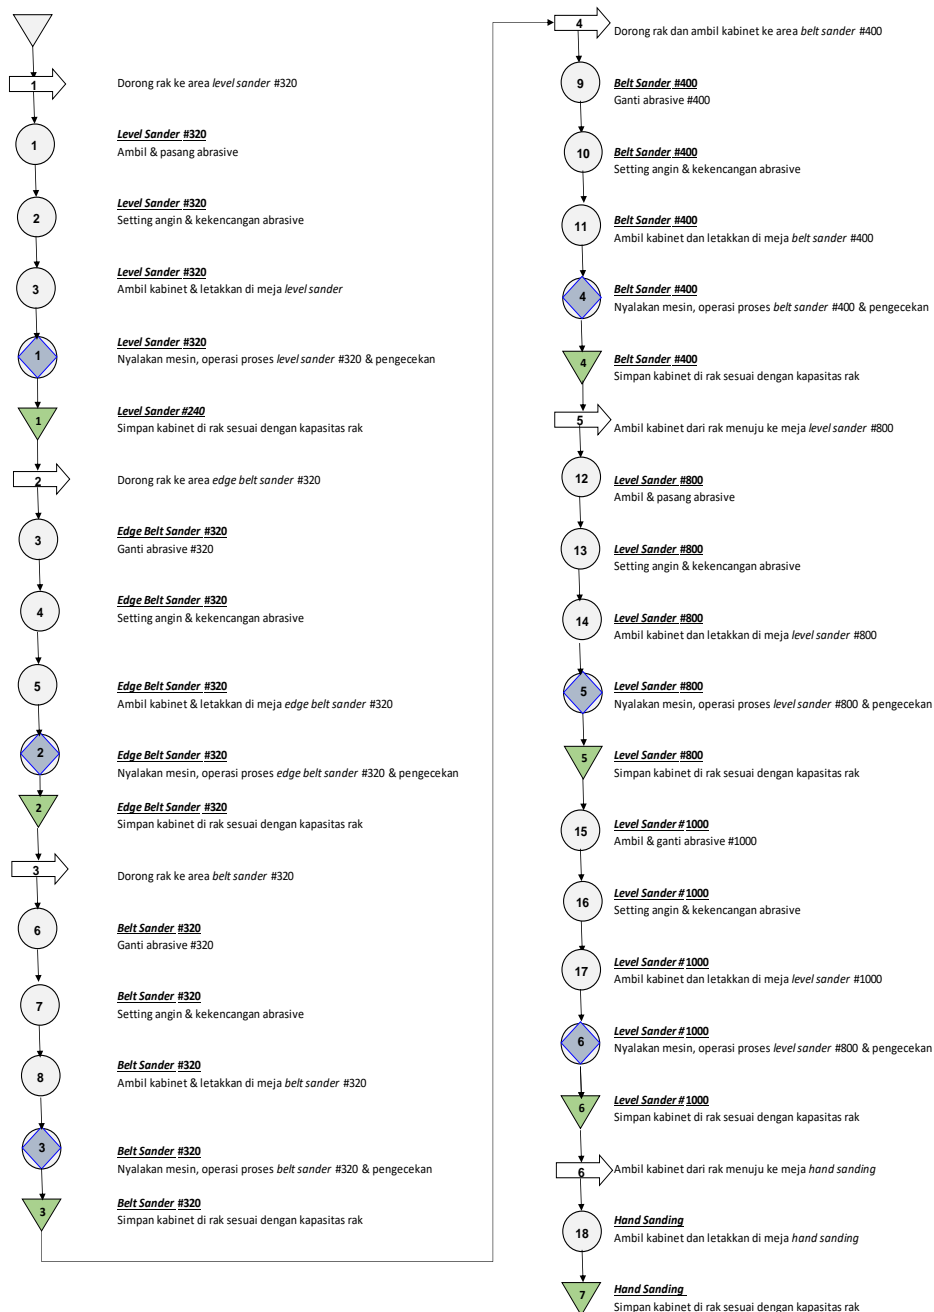 1
Dorong rak ke area level sander #320
1
Level Sander #320
Ambil & pasang abrasive
2
Level Sander #320
Setting angin & kekencangan abrasive
3
Level Sander #320
Ambil kabinet & letakkan di meja level sander
1
Level Sander #320
Nyalakan mesin, operasi proses level sander #320 & pengecekan
1
Level Sander #240
Simpan kabinet di rak sesuai dengan kapasitas rak
2
Dorong rak ke area edge belt sander #320
3
Edge Belt Sander #320
Ganti abrasive #320
4
Edge Belt Sander #320
Setting angin & kekencangan abrasive
5
Edge Belt Sander #320
Ambil kabinet & letakkan di meja edge belt sander #320
2
Edge Belt Sander #320
Nyalakan mesin, operasi proses edge belt sander #320 & pengecekan
2
Edge Belt Sander #320
Simpan kabinet di rak sesuai dengan kapasitas rak
3
Dorong rak ke area belt sander #320
6
Belt Sander #320
Ganti abrasive #320
7
Belt Sander #320
Setting angin & kekencangan abrasive
8
Belt Sander #320
Ambil kabinet & letakkan di meja belt sander #320
3
Belt Sander #320
Nyalakan mesin, operasi proses belt sander #320 & pengecekan
3
Belt Sander #320
Simpan kabinet di rak sesuai dengan kapasitas rak
4
Dorong rak dan ambil kabinet ke area belt sander #400
9
Belt Sander #400
Ganti abrasive #400
10
Belt Sander #400
Setting angin & kekencangan abrasive
11
Belt Sander #400
Ambil kabinet dan letakkan di meja belt sander #400
4
Belt Sander #400
Nyalakan mesin, operasi proses belt sander #400 & pengecekan
4
Belt Sander #400
Simpan kabinet di rak sesuai dengan kapasitas rak
5
Ambil kabinet dari rak menuju ke meja level sander #800
12
Level Sander #800
Ambil & pasang abrasive
13
Level Sander #800
Setting angin & kekencangan abrasive
14
Level Sander #800
Ambil kabinet dan letakkan di meja level sander #800
5
Level Sander #800
Nyalakan mesin, operasi proses level sander #800 & pengecekan
5
Level Sander #800
Simpan kabinet di rak sesuai dengan kapasitas rak
15
Level Sander #1000
Ambil & ganti abrasive #1000
16
Level Sander #1000
Setting angin & kekencangan abrasive
17
Level Sander #1000
Ambil kabinet dan letakkan di meja level sander #1000
6
Level Sander #1000
Nyalakan mesin, operasi proses level sander #800 & pengecekan
6
Level Sander #1000
Simpan kabinet di rak sesuai dengan kapasitas rak
6
Ambil kabinet dari rak menuju ke meja hand sanding
18
Hand Sanding
Ambil kabinet dan letakkan di meja hand sanding
7
Hand Sanding
Simpan kabinet di rak sesuai dengan kapasitas rak